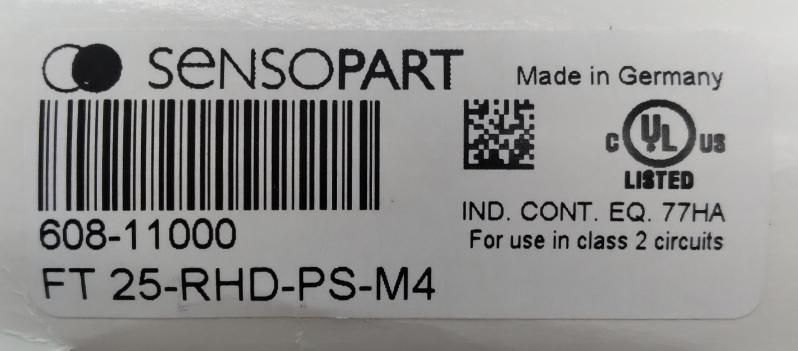 SENSOPART
Made in Germany
C UL US
LISTED
608-11000
IND. CONT. EQ. 77HA
For use in class 2 circuits
FT 25-RHD-PS-M4